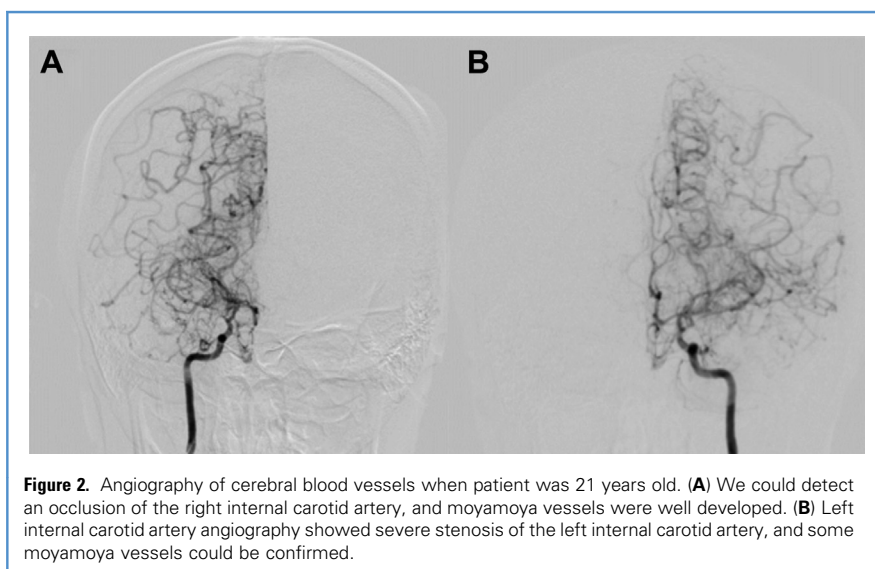 A
B
Figure 2. Angiography of cerebral blood vessels when patient was 21 years old. (A) We could detect
an occlusion of the right internal carotid artery, and moyamoya vessels were well developed. (B) Left
internal carotid artery angiography showed severe stenosis of the left internal carotid artery, and some
moyamoya vessels could be confirmed.